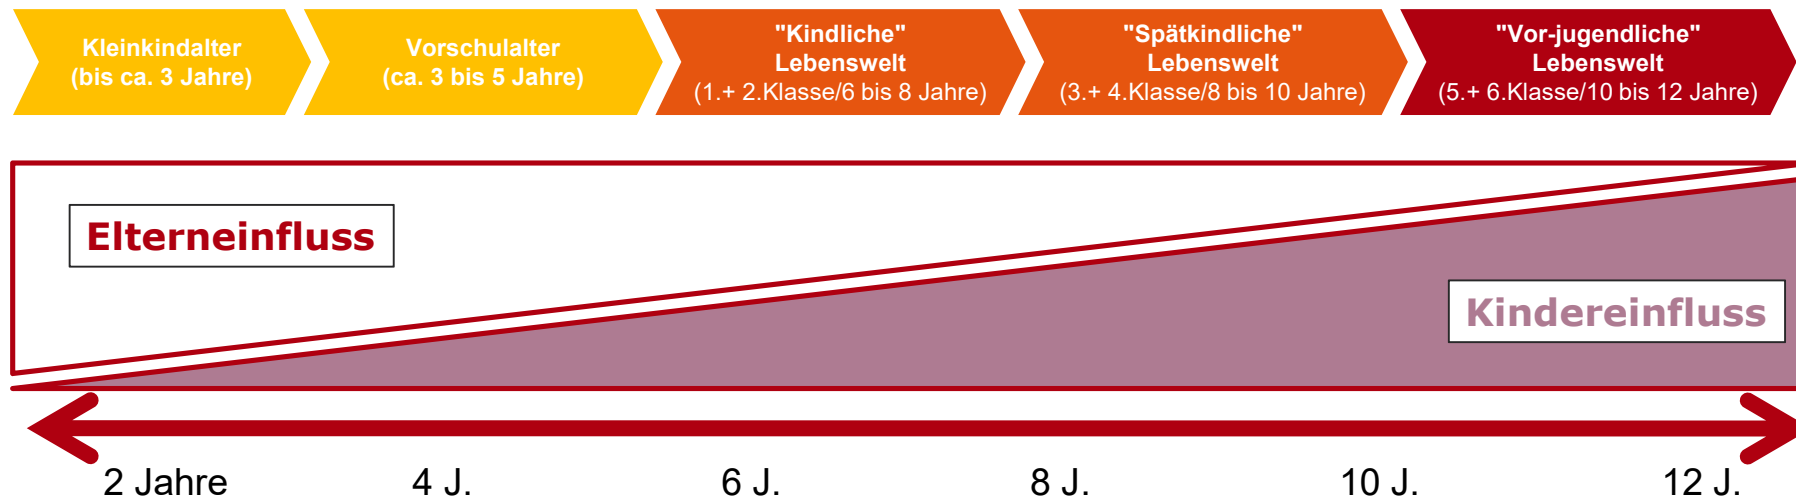 Kleinkindalter
(bis ca. 3 Jahre)
Vorschulalter
(ca. 3 bis 5 Jahre)
"Kindliche"
Lebenswelt
(1.+ 2.Klasse/6 bis 8 Jahre)
"Spätkindliche"
Lebenswelt
(3.+ 4.Klasse/8 bis 10 Jahre)
"Vor-jugendliche"
Lebenswelt
(5.+ 6.Klasse/10 bis 12 Jahre)
Elterneinfluss
Kindereinfluss
2 Jahre 4 J. 6 J. 8 J. 10 J. 12 J.